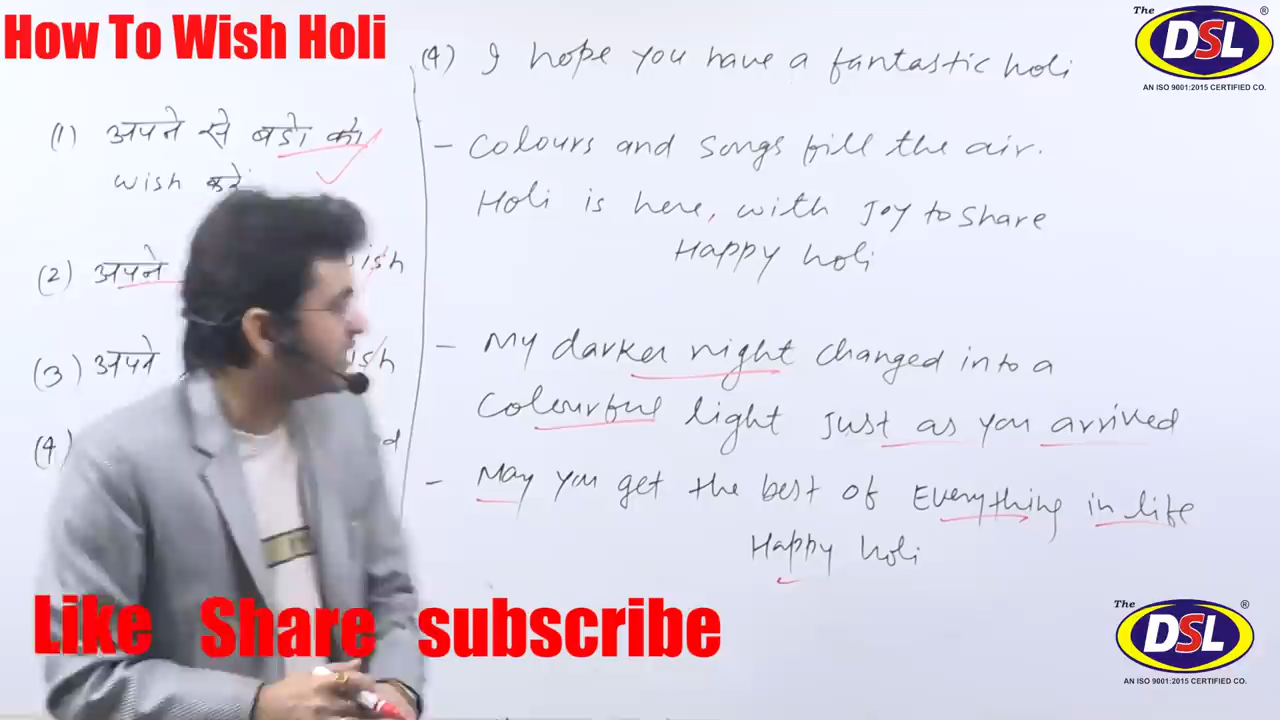 How To Wish Holi
(1) अपने से बडो को
wish करें
(2) अपने wish
(3) अपने
(4)
(4) I hope you have a fantastic holi
- Colours and songs fill the air.
Holi is here, with Joy to share
Happy holi
- My darker night changed into a
colourful light Just as you arrived
- May you get the best of Everything in life
Happy holi
Like Share subscribe
The
DSL
®
AN ISO 9001:2015 CERTIFIED CO.
The
DSL
®
AN ISO 9001:2015 CERTIFIED CO.